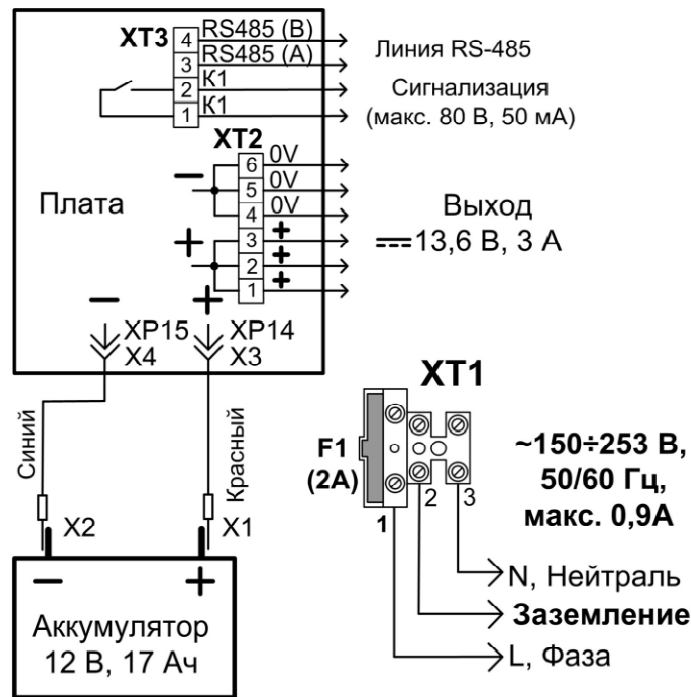 XT3
4 RS485 (B)
3 RS485 (A)
2 К1
1 К1
Линия RS-485
Сигнализация
(макс. 80 В, 50 мА)
XT2
6 0V
5 0V
4 0V
3 +
2 +
1 +
−
+
Плата
Выход
13,6 В, 3 А
− +
XP15 XP14
X4 X3
Синий
Красный
X2 X1
− +
Аккумулятор
12 В, 17 Ач
XT1
F1
(2A)
1 2 3
~150÷253 В,
50/60 Гц,
макс. 0,9А
N, Нейтраль
Заземление
L, Фаза